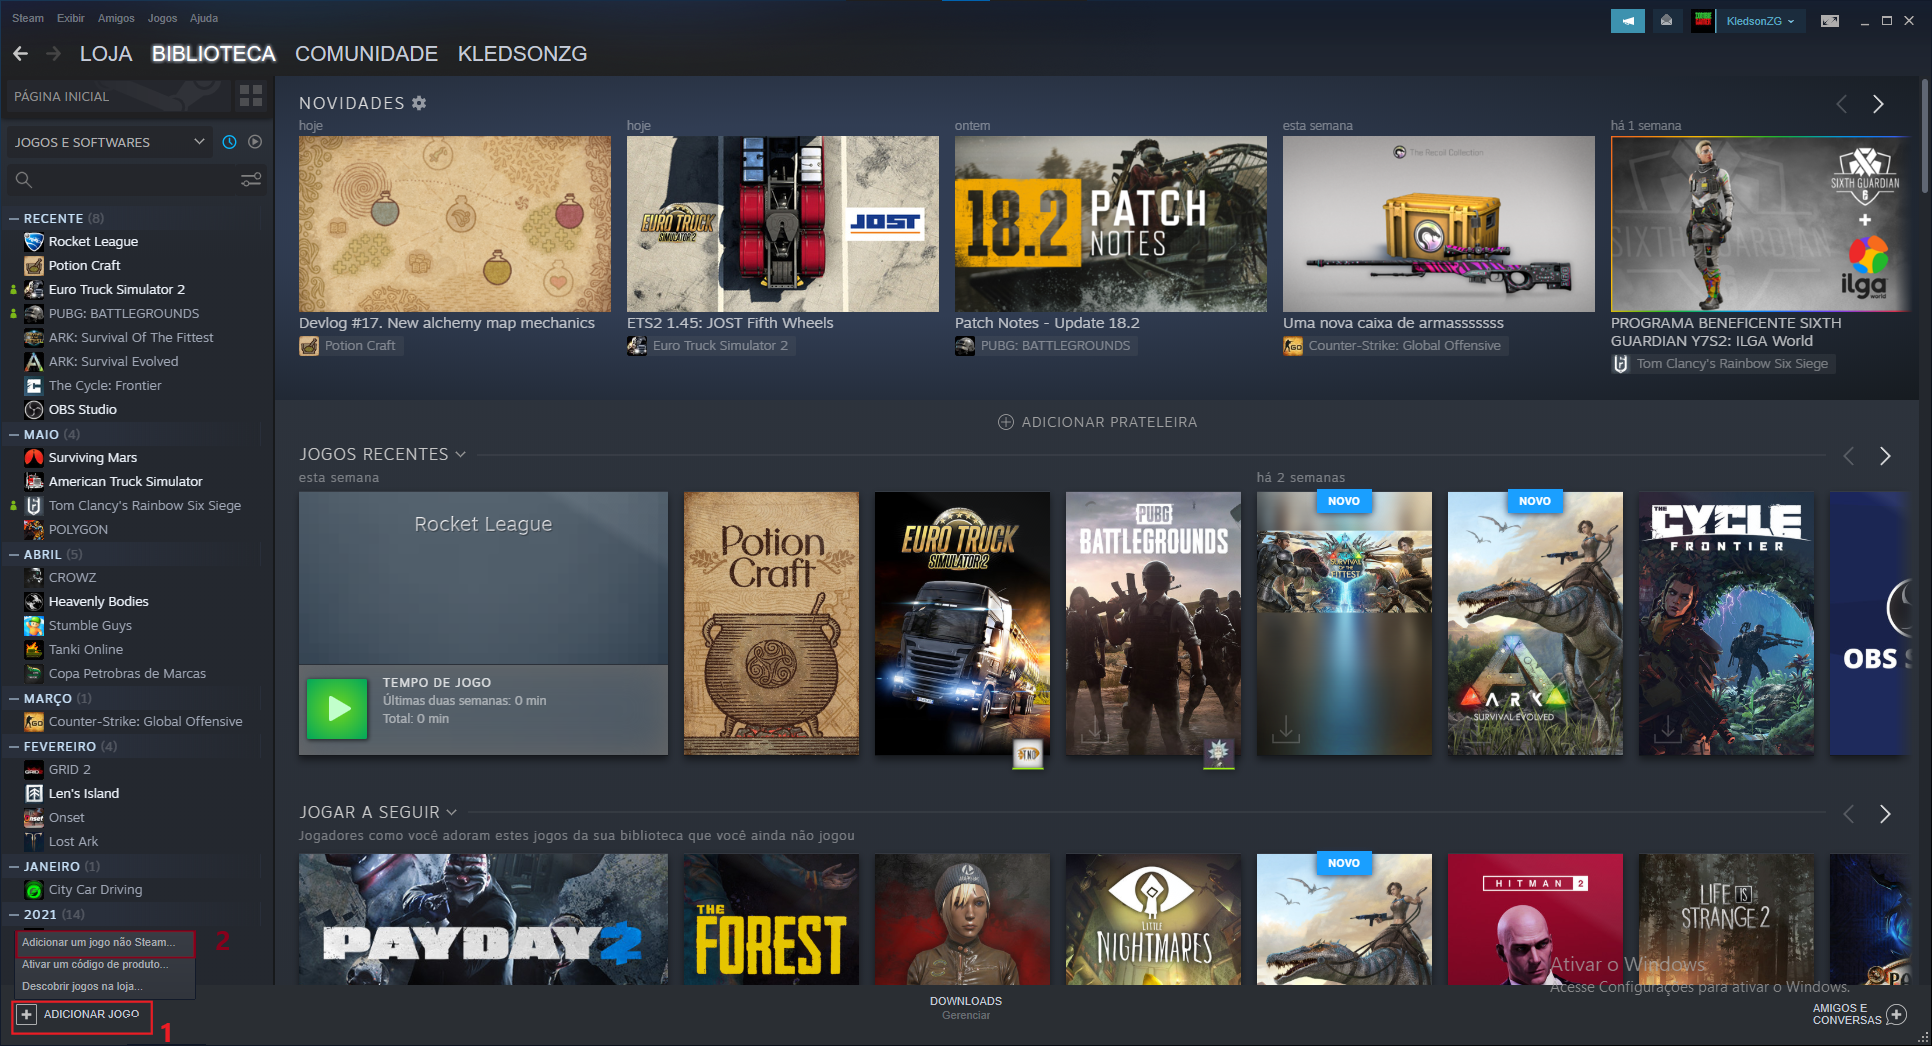 Steam Exibir Amigos Jogos Ajuda
KledsonZG
LOJA BIBLIOTECA COMUNIDADE KLEDSONZG
PÁGINA INICIAL
JOGOS E SOFTWARES
RECENTE (8)
Rocket League
Potion Craft
Euro Truck Simulator 2
PUBG: BATTLEGROUNDS
ARK: Survival Of The Fittest
ARK: Survival Evolved
The Cycle: Frontier
OBS Studio
MAIO (4)
Surviving Mars
American Truck Simulator
Tom Clancy's Rainbow Six Siege
POLYGON
ABRIL (5)
CROWZ
Heavenly Bodies
Stumble Guys
Tanki Online
Copa Petrobras de Marcas
MARÇO (1)
Counter-Strike: Global Offensive
FEVEREIRO (4)
GRID 2
Len's Island
Onset
Lost Ark
JANEIRO (1)
City Car Driving
2021 (14)
Adicionar um jogo não Steam... 2
Ativar um código de produto...
Descobrir jogos na loja...
ADICIONAR JOGO 1
NOVIDADES
hoje
Devlog #17. New alchemy map mechanics
Potion Craft
hoje
EURO TRUCK
SIMULATOR 2
JOST
ETS2 1.45: JOST Fifth Wheels
Euro Truck Simulator 2
ontem
18.2 PATCH
NOTES
Patch Notes - Update 18.2
PUBG: BATTLEGROUNDS
esta semana
The Recoil Collection
Uma nova caixa de armasssssss
Counter-Strike: Global Offensive
há 1 semana
SIXTH GUARDIAN
6
+
ilga
world
SIXTH GUARDIAN
PROGRAMA BENEFICENTE SIXTH
GUARDIAN Y7S2: ILGA World
Tom Clancy's Rainbow Six Siege
ADICIONAR PRATELEIRA
JOGOS RECENTES
esta semana
há 2 semanas
Rocket League
TEMPO DE JOGO
Últimas duas semanas: 0 min
Total: 0 min
Potion
Craft
EURO TRUCK
SIMULATOR 2
PUBG
BATTLEGROUNDS
NOVO
SURVIVAL
OF THE
FITTEST
NOVO
ARK
SURVIVAL EVOLVED
THE
CYCLE
FRONTIER
OBS S
JOGAR A SEGUIR
Jogadores como você adoram estes jogos da sua biblioteca que você ainda não jogou
PAYDAY 2
THE
FOREST
LITTLE
NIGHTMARES
NOVO
HITMAN 2
LIFE IS
STRANGE 2
Ativar o Windows
Acesse Configurações para ativar o Windows.
DOWNLOADS
Gerenciar
AMIGOS E
CONVERSAS